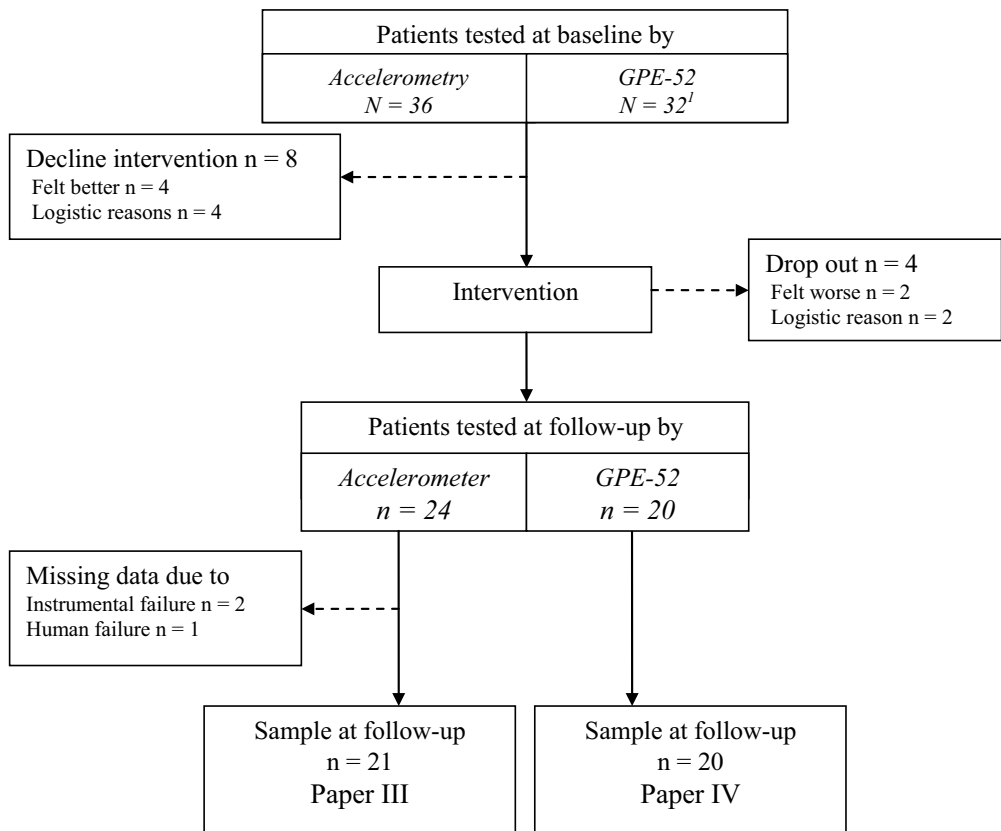 Patients tested at baseline by
Accelerometry
N = 36
GPE-52
N = 32¹
Decline intervention n = 8
Felt better n = 4
Logistic reasons n = 4
Intervention
Drop out n = 4
Felt worse n = 2
Logistic reason n = 2
Patients tested at follow-up by
Accelerometer
n = 24
GPE-52
n = 20
Missing data due to
Instrumental failure n = 2
Human failure n = 1
Sample at follow-up
n = 21
Paper III
Sample at follow-up
n = 20
Paper IV